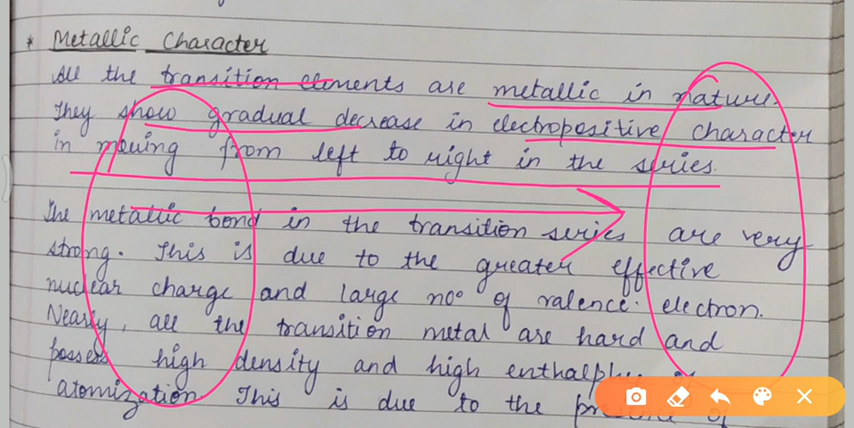 * Metallic Character
All the transition elements are metallic in nature.
They show gradual decrease in electropositive character
in moving from left to right in the series.
The metallic bond in the transition series are very
strong. This is due to the greater effective
nuclear charge and large no. of valence electron.
Nearly, all the transition metal are hard and
possess high density and high enthalphy
atomization. This is due to the of